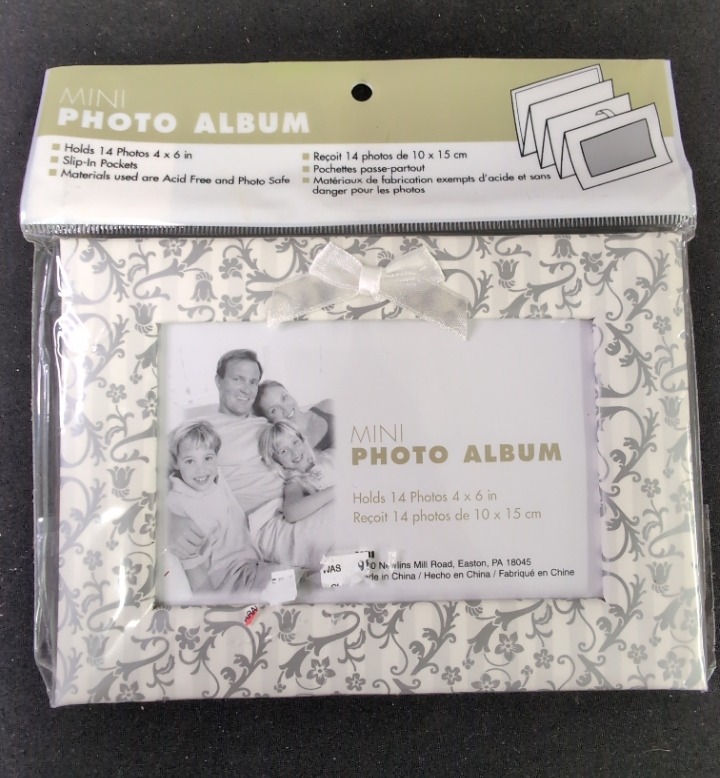 MINI
PHOTO ALBUM
Holds 14 Photos 4 x 6 in
Slip-In Pockets
Materials used are Acid Free and Photo Safe
Reçoit 14 photos de 10 x 15 cm
Pochettes passe-partout
Matériaux de fabrication exempts d'acide et sans
danger pour les photos
MINI
PHOTO ALBUM
Holds 14 Photos 4 x 6 in
Reçoit 14 photos de 10 x 15 cm
WAS
Mill Road, Easton, PA 18045
in China / Hecho en China / Fabriqué en Chine